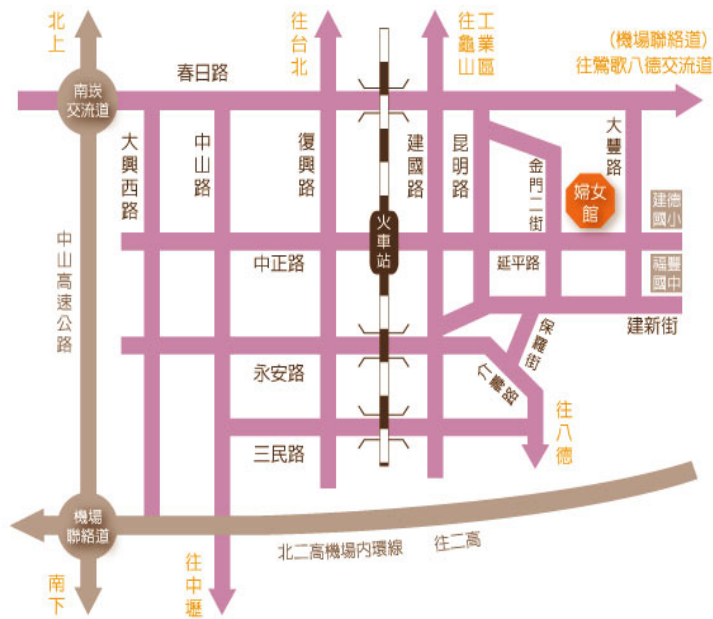 北上
往台北
往龜山
工業區
(機場聯絡道)
往鶯歌八德交流道
春日路
南崁
交流道
大興西路
中山路
復興路
建國路
昆明路
金門二街
大豐路
婦女
館
建德
國小
火車站
中山高速公路
中正路
延平路
福豐
國中
建新街
保羅街
永安路
介壽路
往八德
三民路
機場
聯絡道
北二高機場內環線
往二高
南下
往中壢